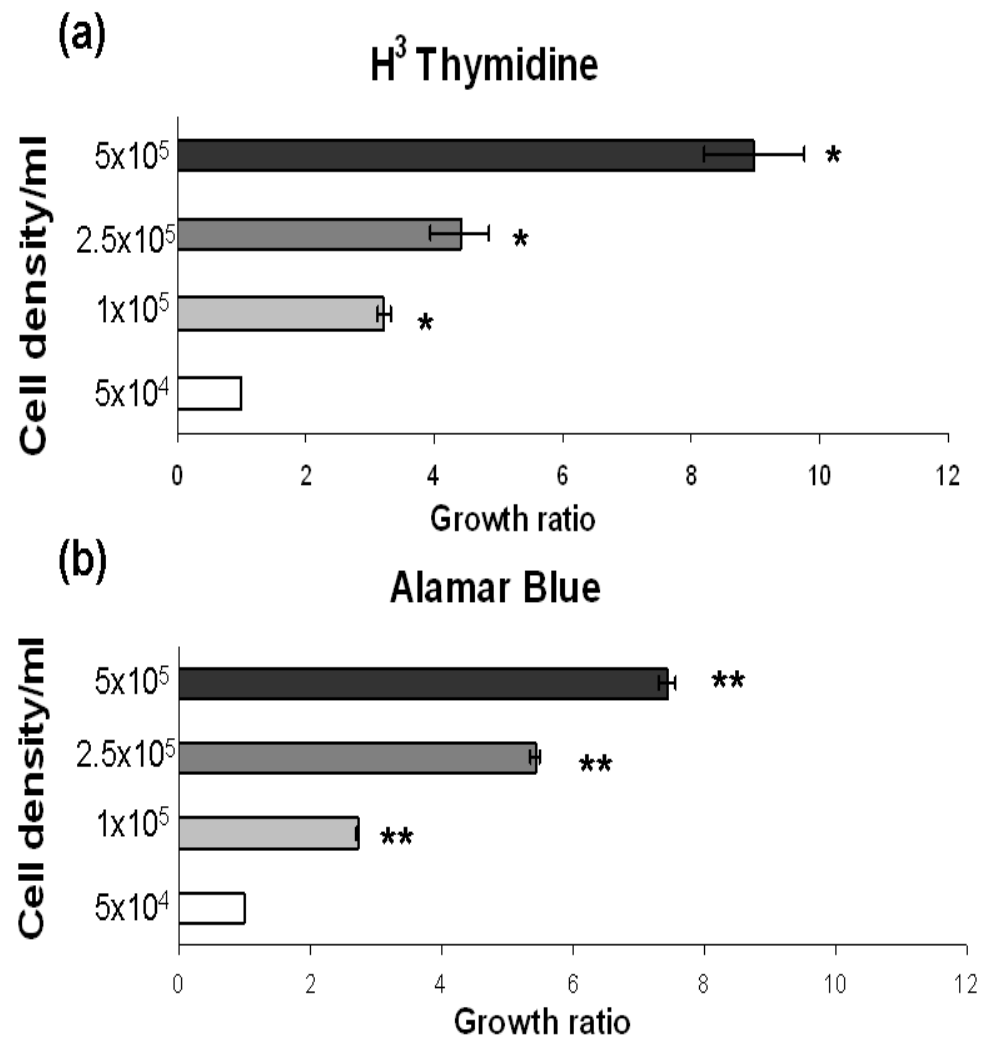 (a)
H³ Thymidine
Cell density/ml
5x10⁵
*
2.5x10⁵
*
1x10⁵
*
5x10⁴
0 2 4 6 8 10 12
Growth ratio
(b)
Alamar Blue
Cell density/ml
5x10⁵
**
2.5x10⁵
**
1x10⁵
**
5x10⁴
0 2 4 6 8 10 12
Growth ratio